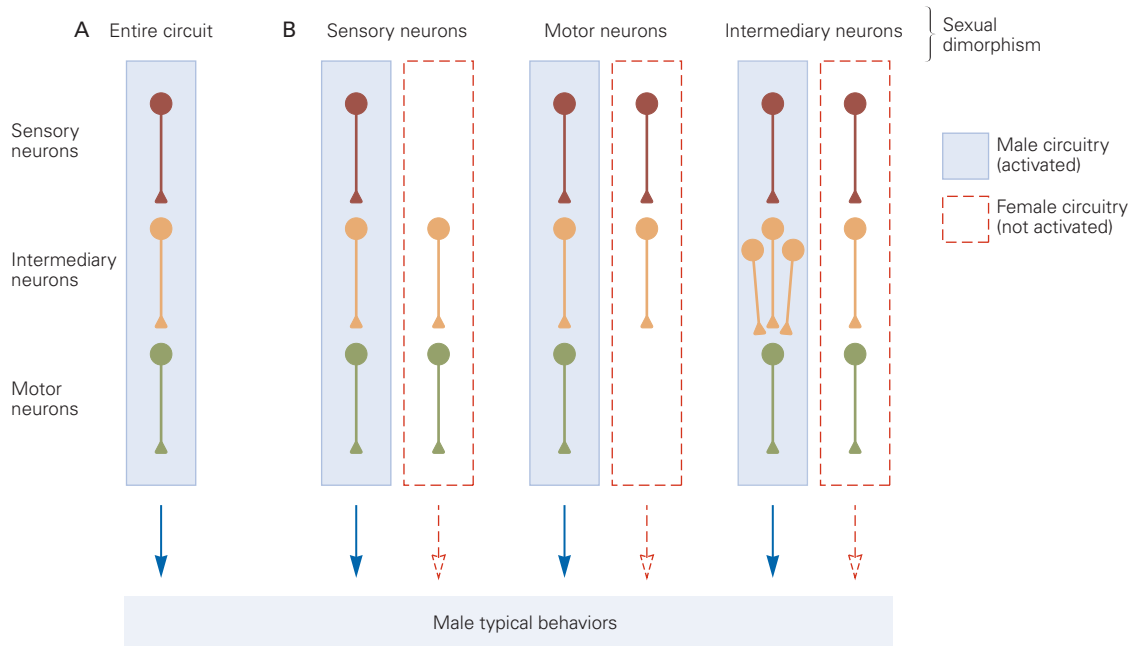 A Entire circuit
B Sensory neurons
Motor neurons
Intermediary neurons
Sexual
dimorphism
Sensory
neurons
Intermediary
neurons
Motor
neurons
Male circuitry
(activated)
Female circuitry
(not activated)
Male typical behaviors